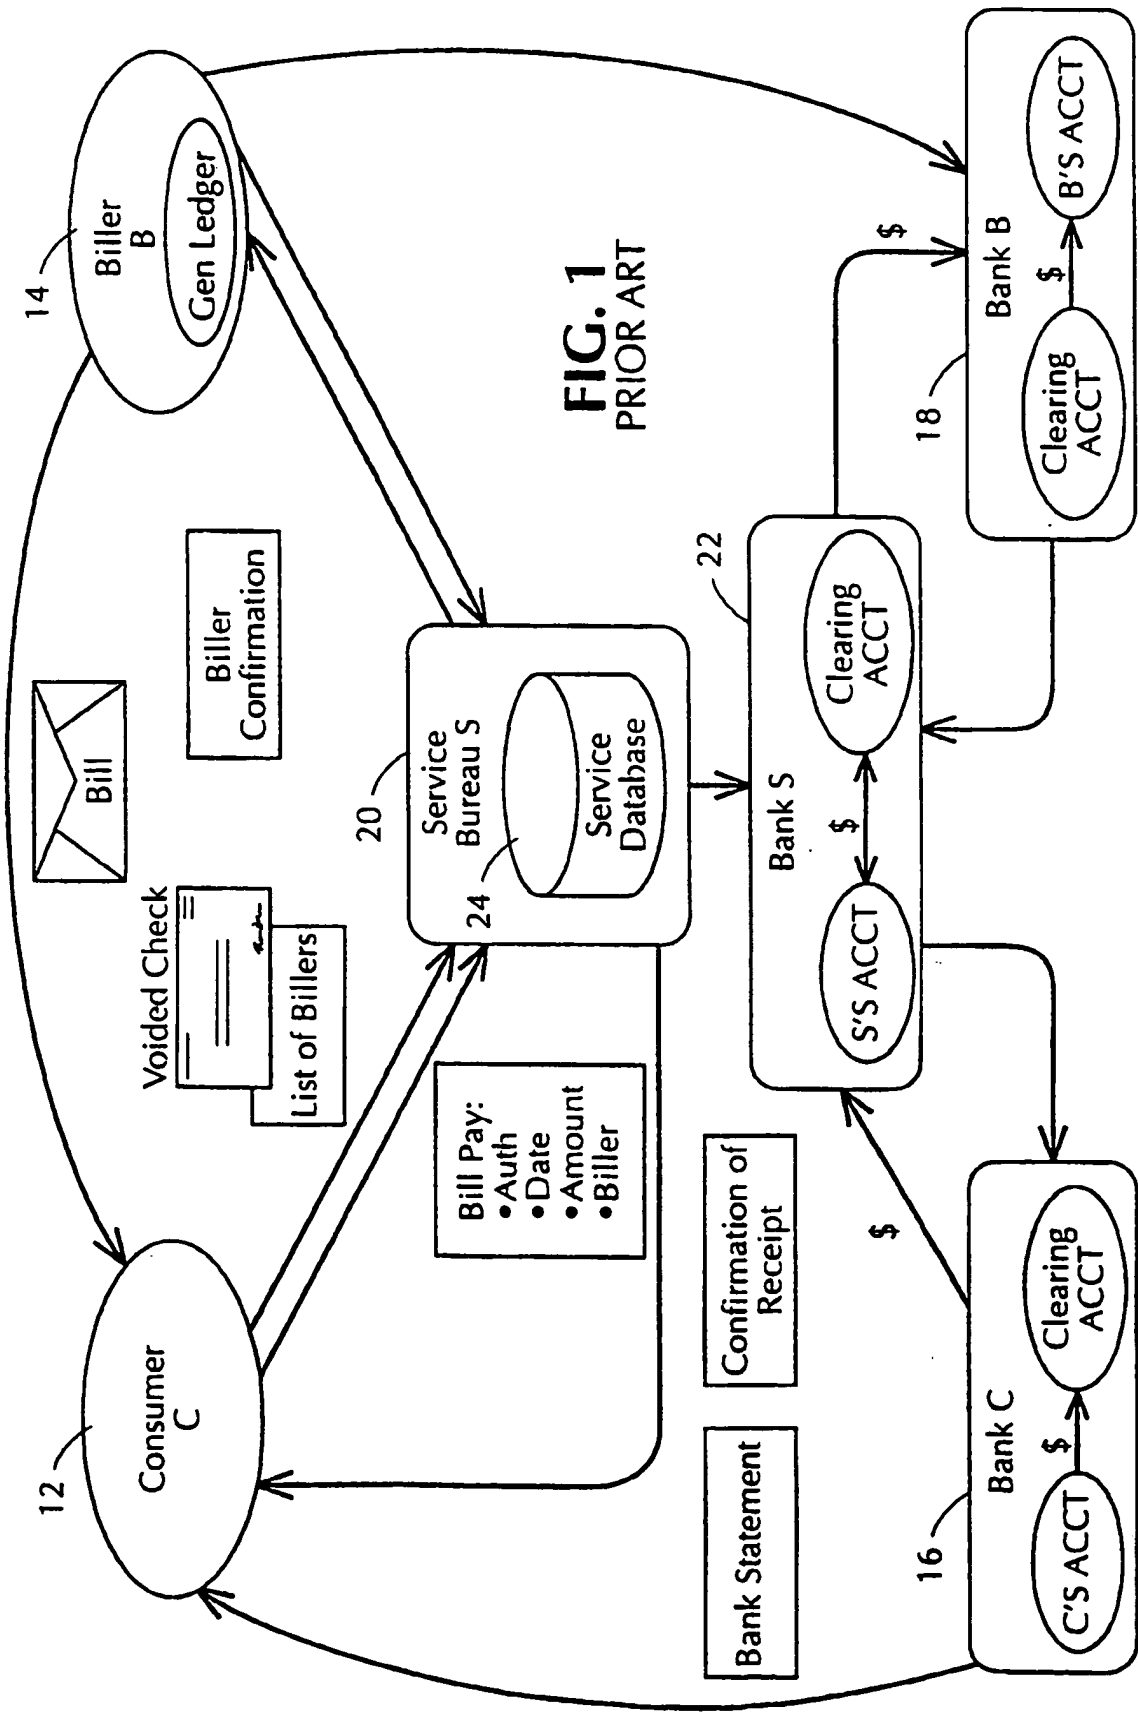 12
Consumer
C
Bill
14
Biller
B
Gen Ledger
Voided Check
List of Billers
Biller
Confirmation
Bill Pay:
•Auth
•Date
•Amount
•Biller
20
Service
Bureau S
24
Service
Database
FIG. 1
PRIOR ART
Bank Statement
Confirmation of
Receipt
$
22
Bank S
S'S ACCT
$
Clearing
ACCT
$
16
Bank C
C'S ACCT
$
Clearing
ACCT
18
Bank B
Clearing
ACCT
$
B'S ACCT